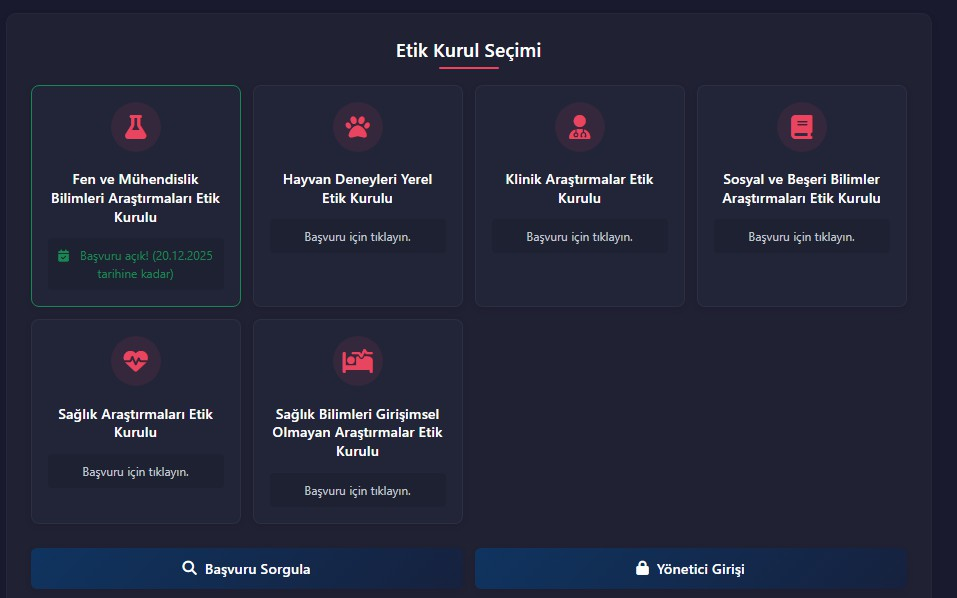 Etik Kurul Seçimi
Fen ve Mühendislik
Bilimleri Araştırmaları Etik
Kurulu
Başvuru açık! (20.12.2025
tarihine kadar)
Hayvan Deneyleri Yerel
Etik Kurulu
Başvuru için tıklayın.
Klinik Araştırmalar Etik
Kurulu
Başvuru için tıklayın.
Sosyal ve Beşeri Bilimler
Araştırmaları Etik Kurulu
Başvuru için tıklayın.
Sağlık Araştırmaları Etik
Kurulu
Başvuru için tıklayın.
Sağlık Bilimleri Girişimsel
Olmayan Araştırmalar Etik
Kurulu
Başvuru için tıklayın.
Başvuru Sorgula
Yönetici Girişi